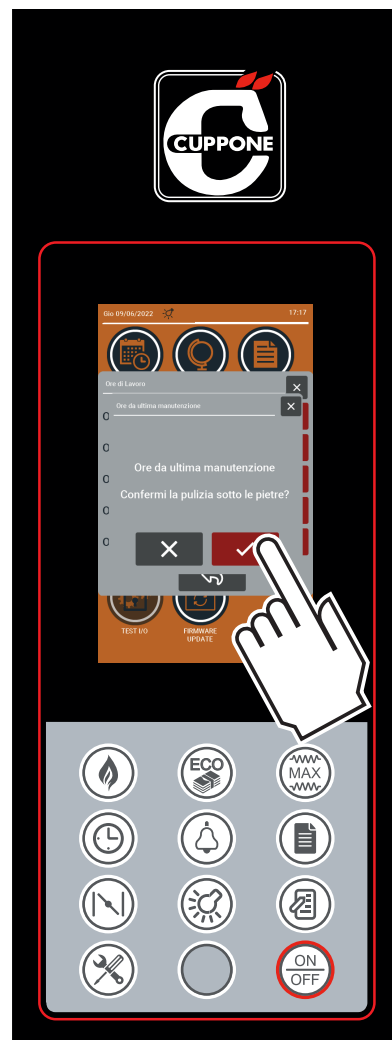 CUPPONE
Gio 09/06/2022
17:17
Ore di Lavoro
Ore da ultima manutenzione
O
O
O
O
O
Ore da ultima manutenzione
Confermi la pulizia sotto le pietre?
TEST I/O
FIRMWARE
UPDATE
ECO
MAX
ON
OFF